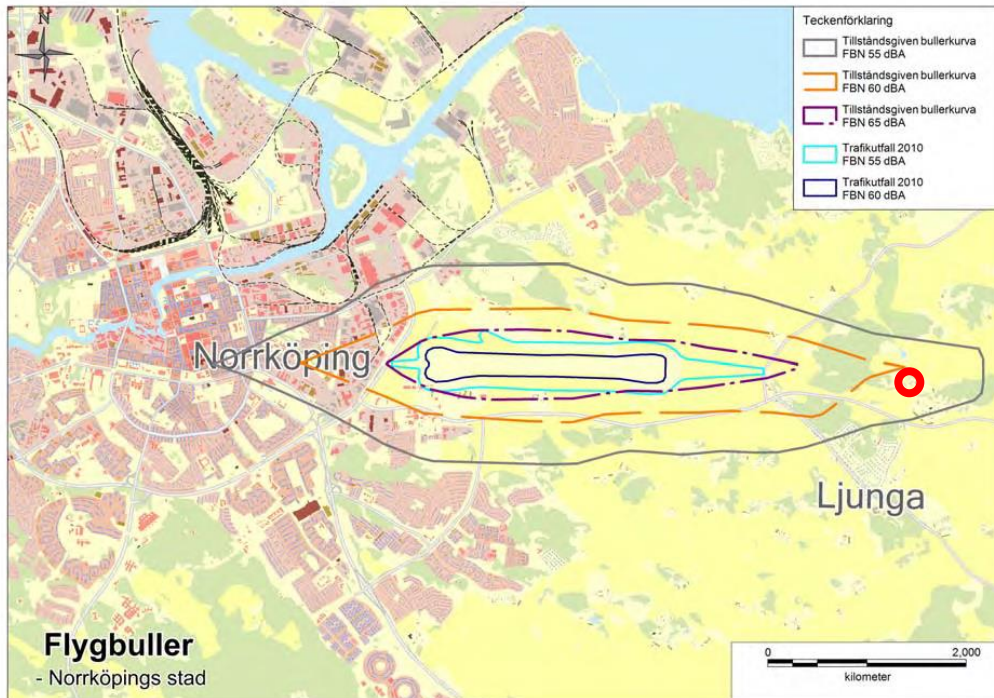 N
Teckenförklaring
Tillståndsgiven bullerkurva
FBN 55 dBA
Tillståndsgiven bullerkurva
FBN 60 dBA
Tillståndsgiven bullerkurva
FBN 65 dBA
Trafikutfall 2010
FBN 55 dBA
Trafikutfall 2010
FBN 60 dBA
Norrköping
Ljunga
Flygbuller
- Norrköpings stad
0 2,000
kilometer